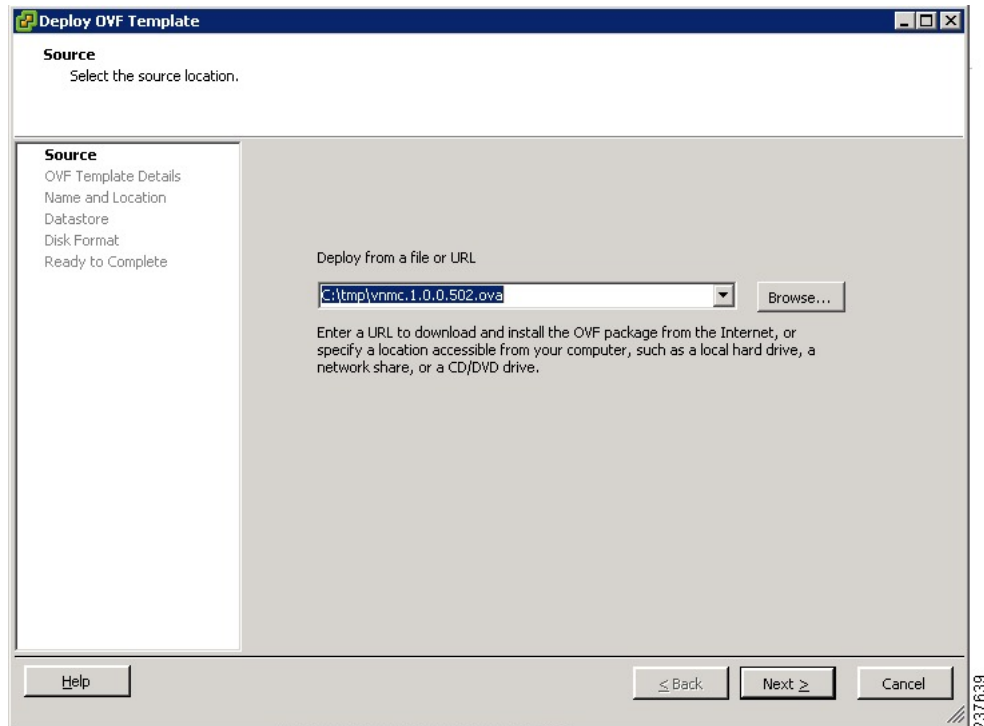 Deploy OVF Template
Source
Select the source location.
Source
OVF Template Details
Name and Location
Datastore
Disk Format
Ready to Complete
Deploy from a file or URL
C:\tmp\vnmc.1.0.0.502.ova
Browse...
Enter a URL to download and install the OVF package from the Internet, or
specify a location accessible from your computer, such as a local hard drive, a
network share, or a CD/DVD drive.
Help
≤ Back
Next ≥
Cancel
237639